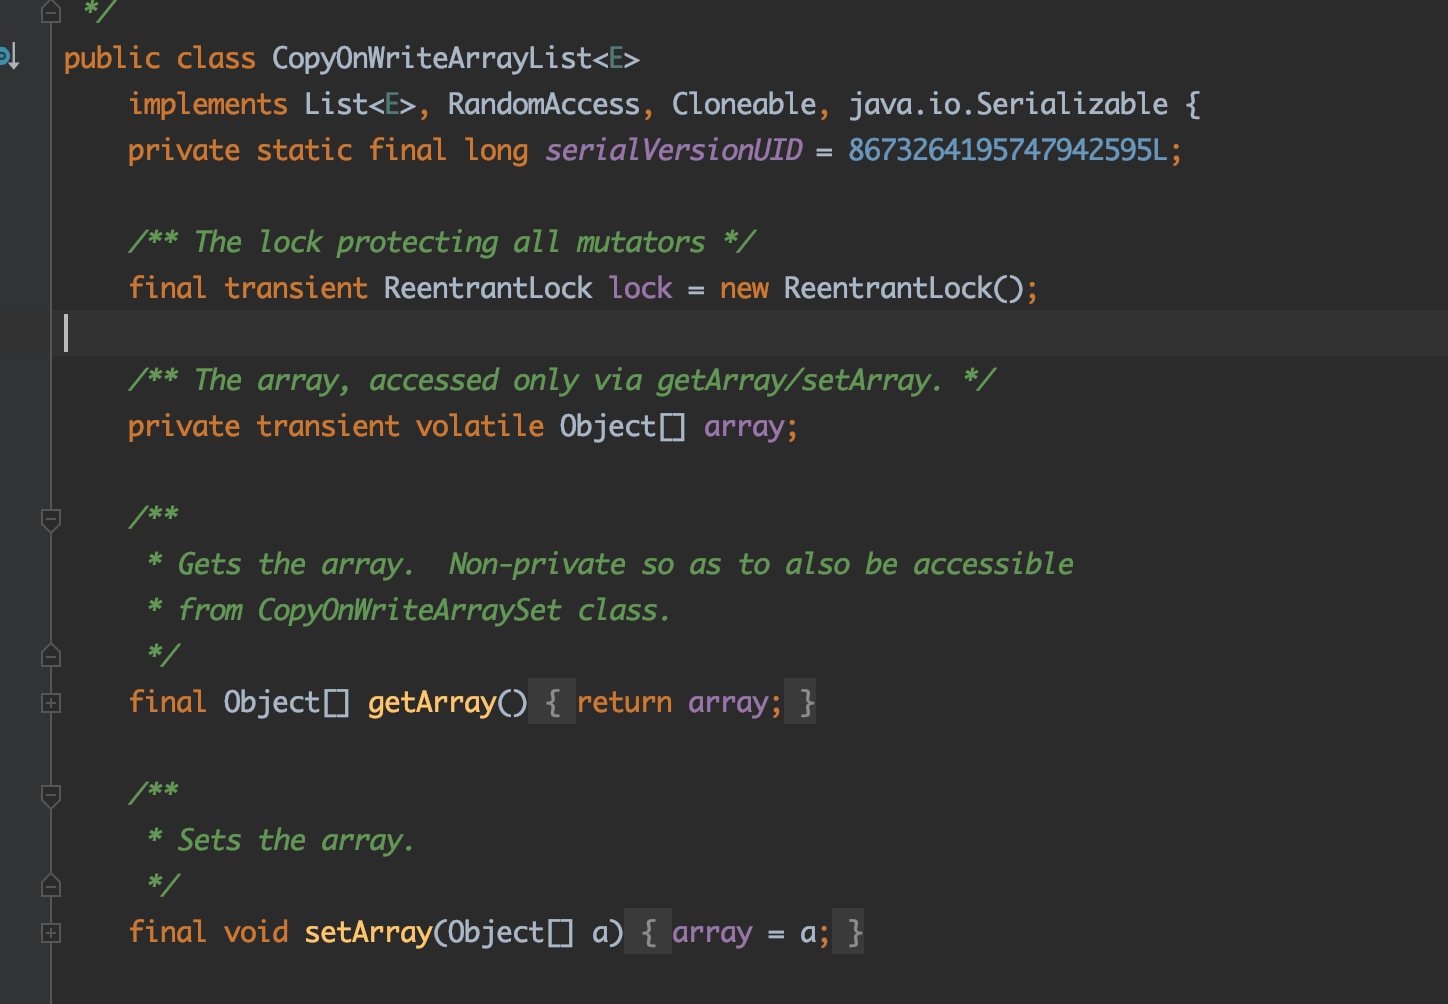 */
public class CopyOnWriteArrayList<E>
    implements List<E>, RandomAccess, Cloneable, java.io.Serializable {
    private static final long serialVersionUID = 8673264195747942595L;

    /** The lock protecting all mutators */
    final transient ReentrantLock lock = new ReentrantLock();

    /** The array, accessed only via getArray/setArray. */
    private transient volatile Object[] array;

    /**
     * Gets the array.  Non-private so as to also be accessible
     * from CopyOnWriteArraySet class.
     */
    final Object[] getArray() { return array; }

    /**
     * Sets the array.
     */
    final void setArray(Object[] a) { array = a; }